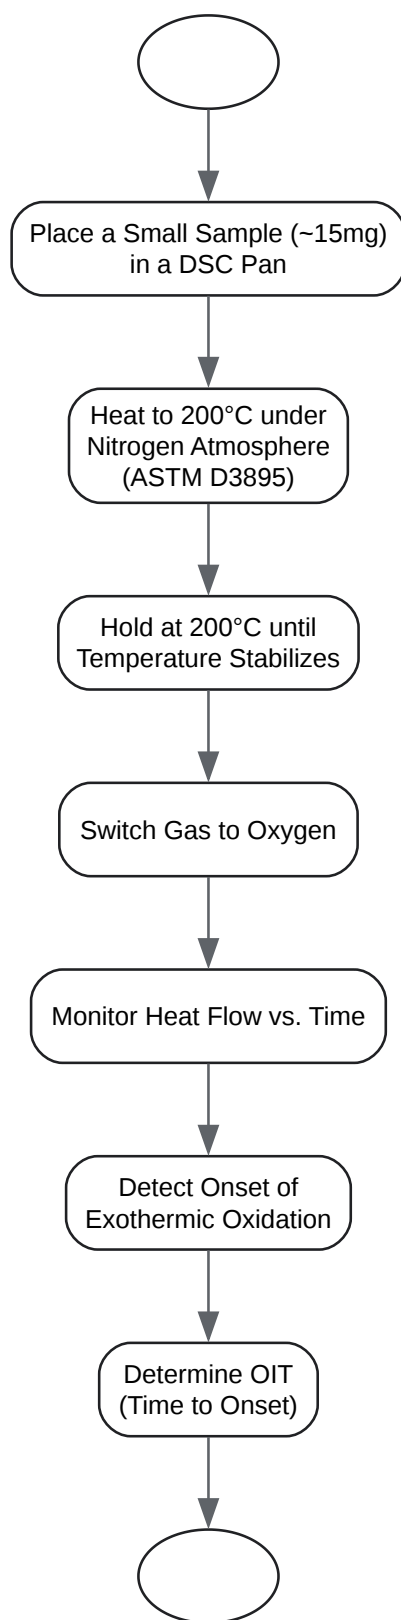 Place a Small Sample (~15mg)
in a DSC Pan
Heat to 200°C under
Nitrogen Atmosphere
(ASTM D3895)
Hold at 200°C until
Temperature Stabilizes
Switch Gas to Oxygen
Monitor Heat Flow vs. Time
Detect Onset of
Exothermic Oxidation
Determine OIT
(Time to Onset)